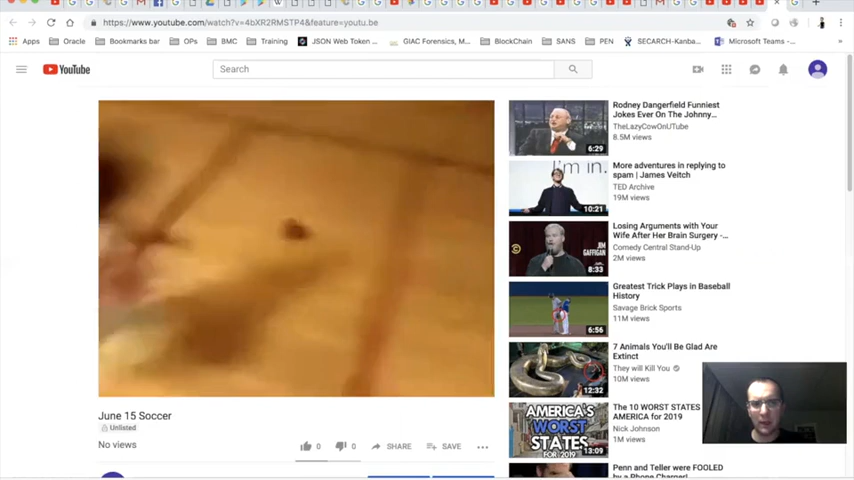 https://www.youtube.com/watch?v=4bXR2RMSTP4&feature=youtu.be
Apps Oracle Bookmarks bar OPs BMC Training JSON Web Token ... GIAC Forensics, M... BlockChain SANS PEN SECARCH-Kanba... Microsoft Teams -...
YouTube
Search
Rodney Dangerfield Funniest
Jokes Ever On The Johnny...
TheLazyCowOnUTube
8.5M views
6:29
I'm in.
More adventures in replying to
spam | James Veitch
TED Archive
19M views
10:21
Losing Arguments with Your
Wife After Her Brain Surgery -...
Comedy Central Stand-Up
2M views
JIM
GAFFIGAN
8:33
Greatest Trick Plays in Baseball
History
Savage Brick Sports
11M views
6:56
7 Animals You'll Be Glad Are
Extinct
They will Kill You
10M views
12:32
June 15 Soccer
Unlisted
No views
0 0 SHARE SAVE
AMERICA'S
WORST
STATES
FOR 2019
13:09
The 10 WORST STATES
AMERICA for 2019
Nick Johnson
1M views
Penn and Teller were FOOLED
by a Phone Charger!